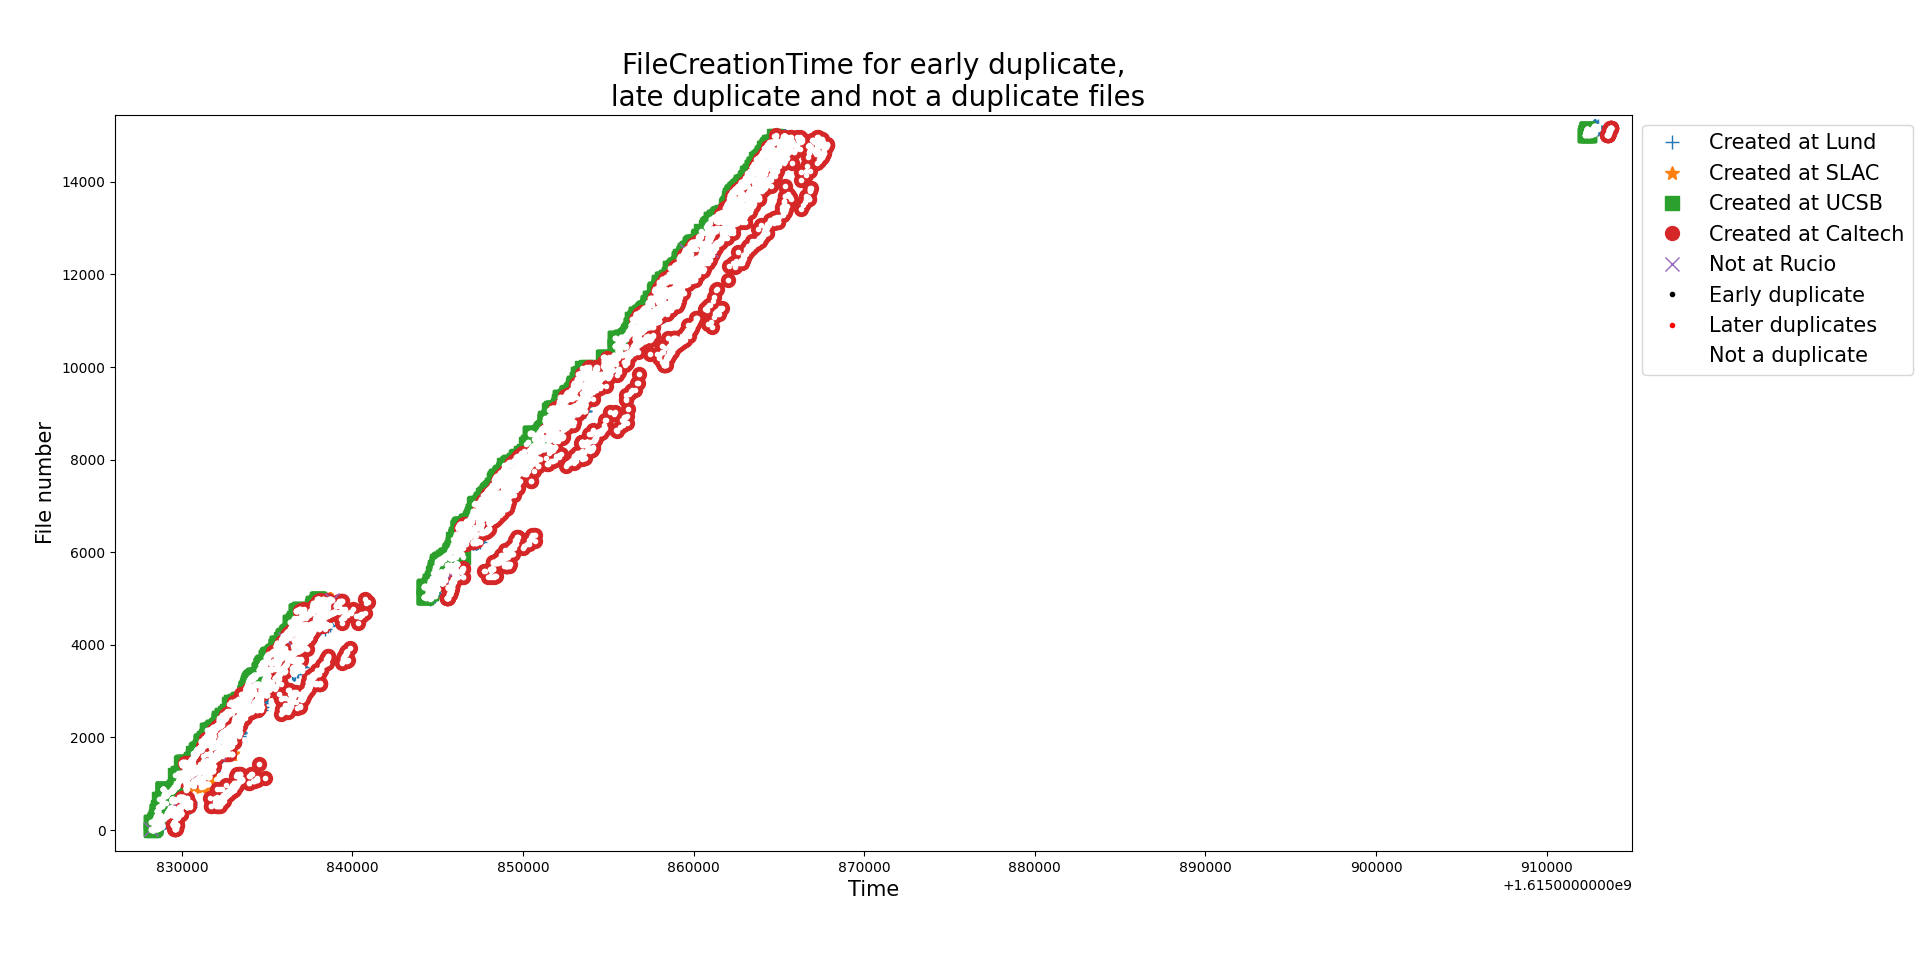 FileCreationTime for early duplicate,
late duplicate and not a duplicate files
Created at Lund
Created at SLAC
Created at UCSB
Created at Caltech
Not at Rucio
Early duplicate
Later duplicates
Not a duplicate
File number
14000
12000
10000
8000
6000
4000
2000
0
830000 840000 850000 860000 870000 880000 890000 900000 910000
+1.6150000000e9
Time